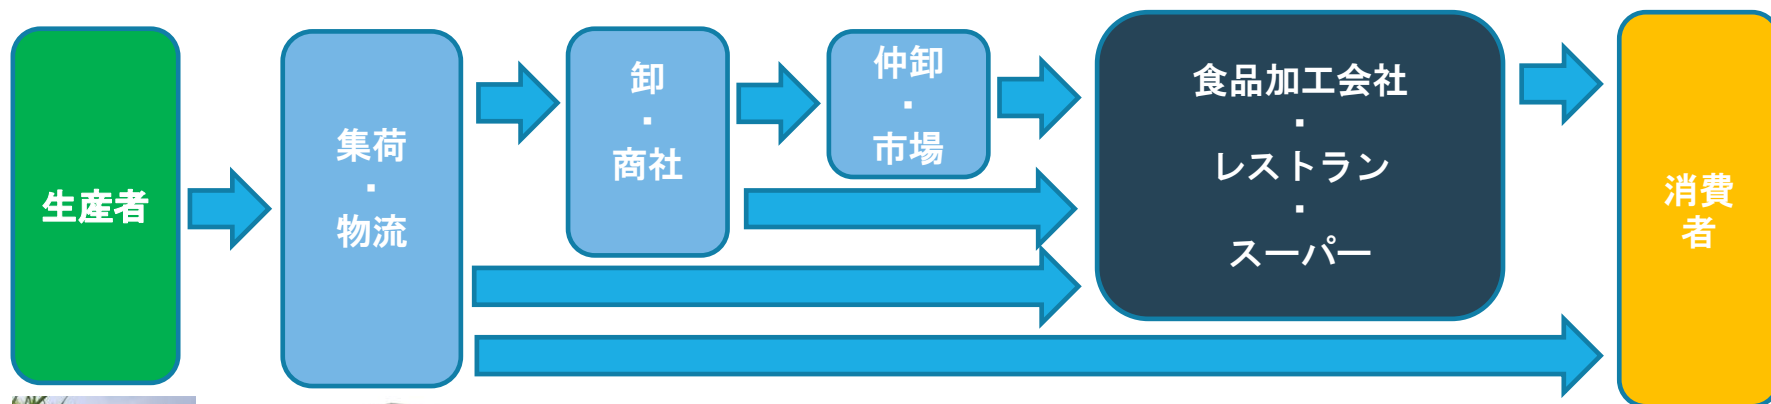 生産者
集荷
・
物流
卸
・
商社
仲卸
・
市場
食品加工会社
・
レストラン
・
スーパー
消費
者